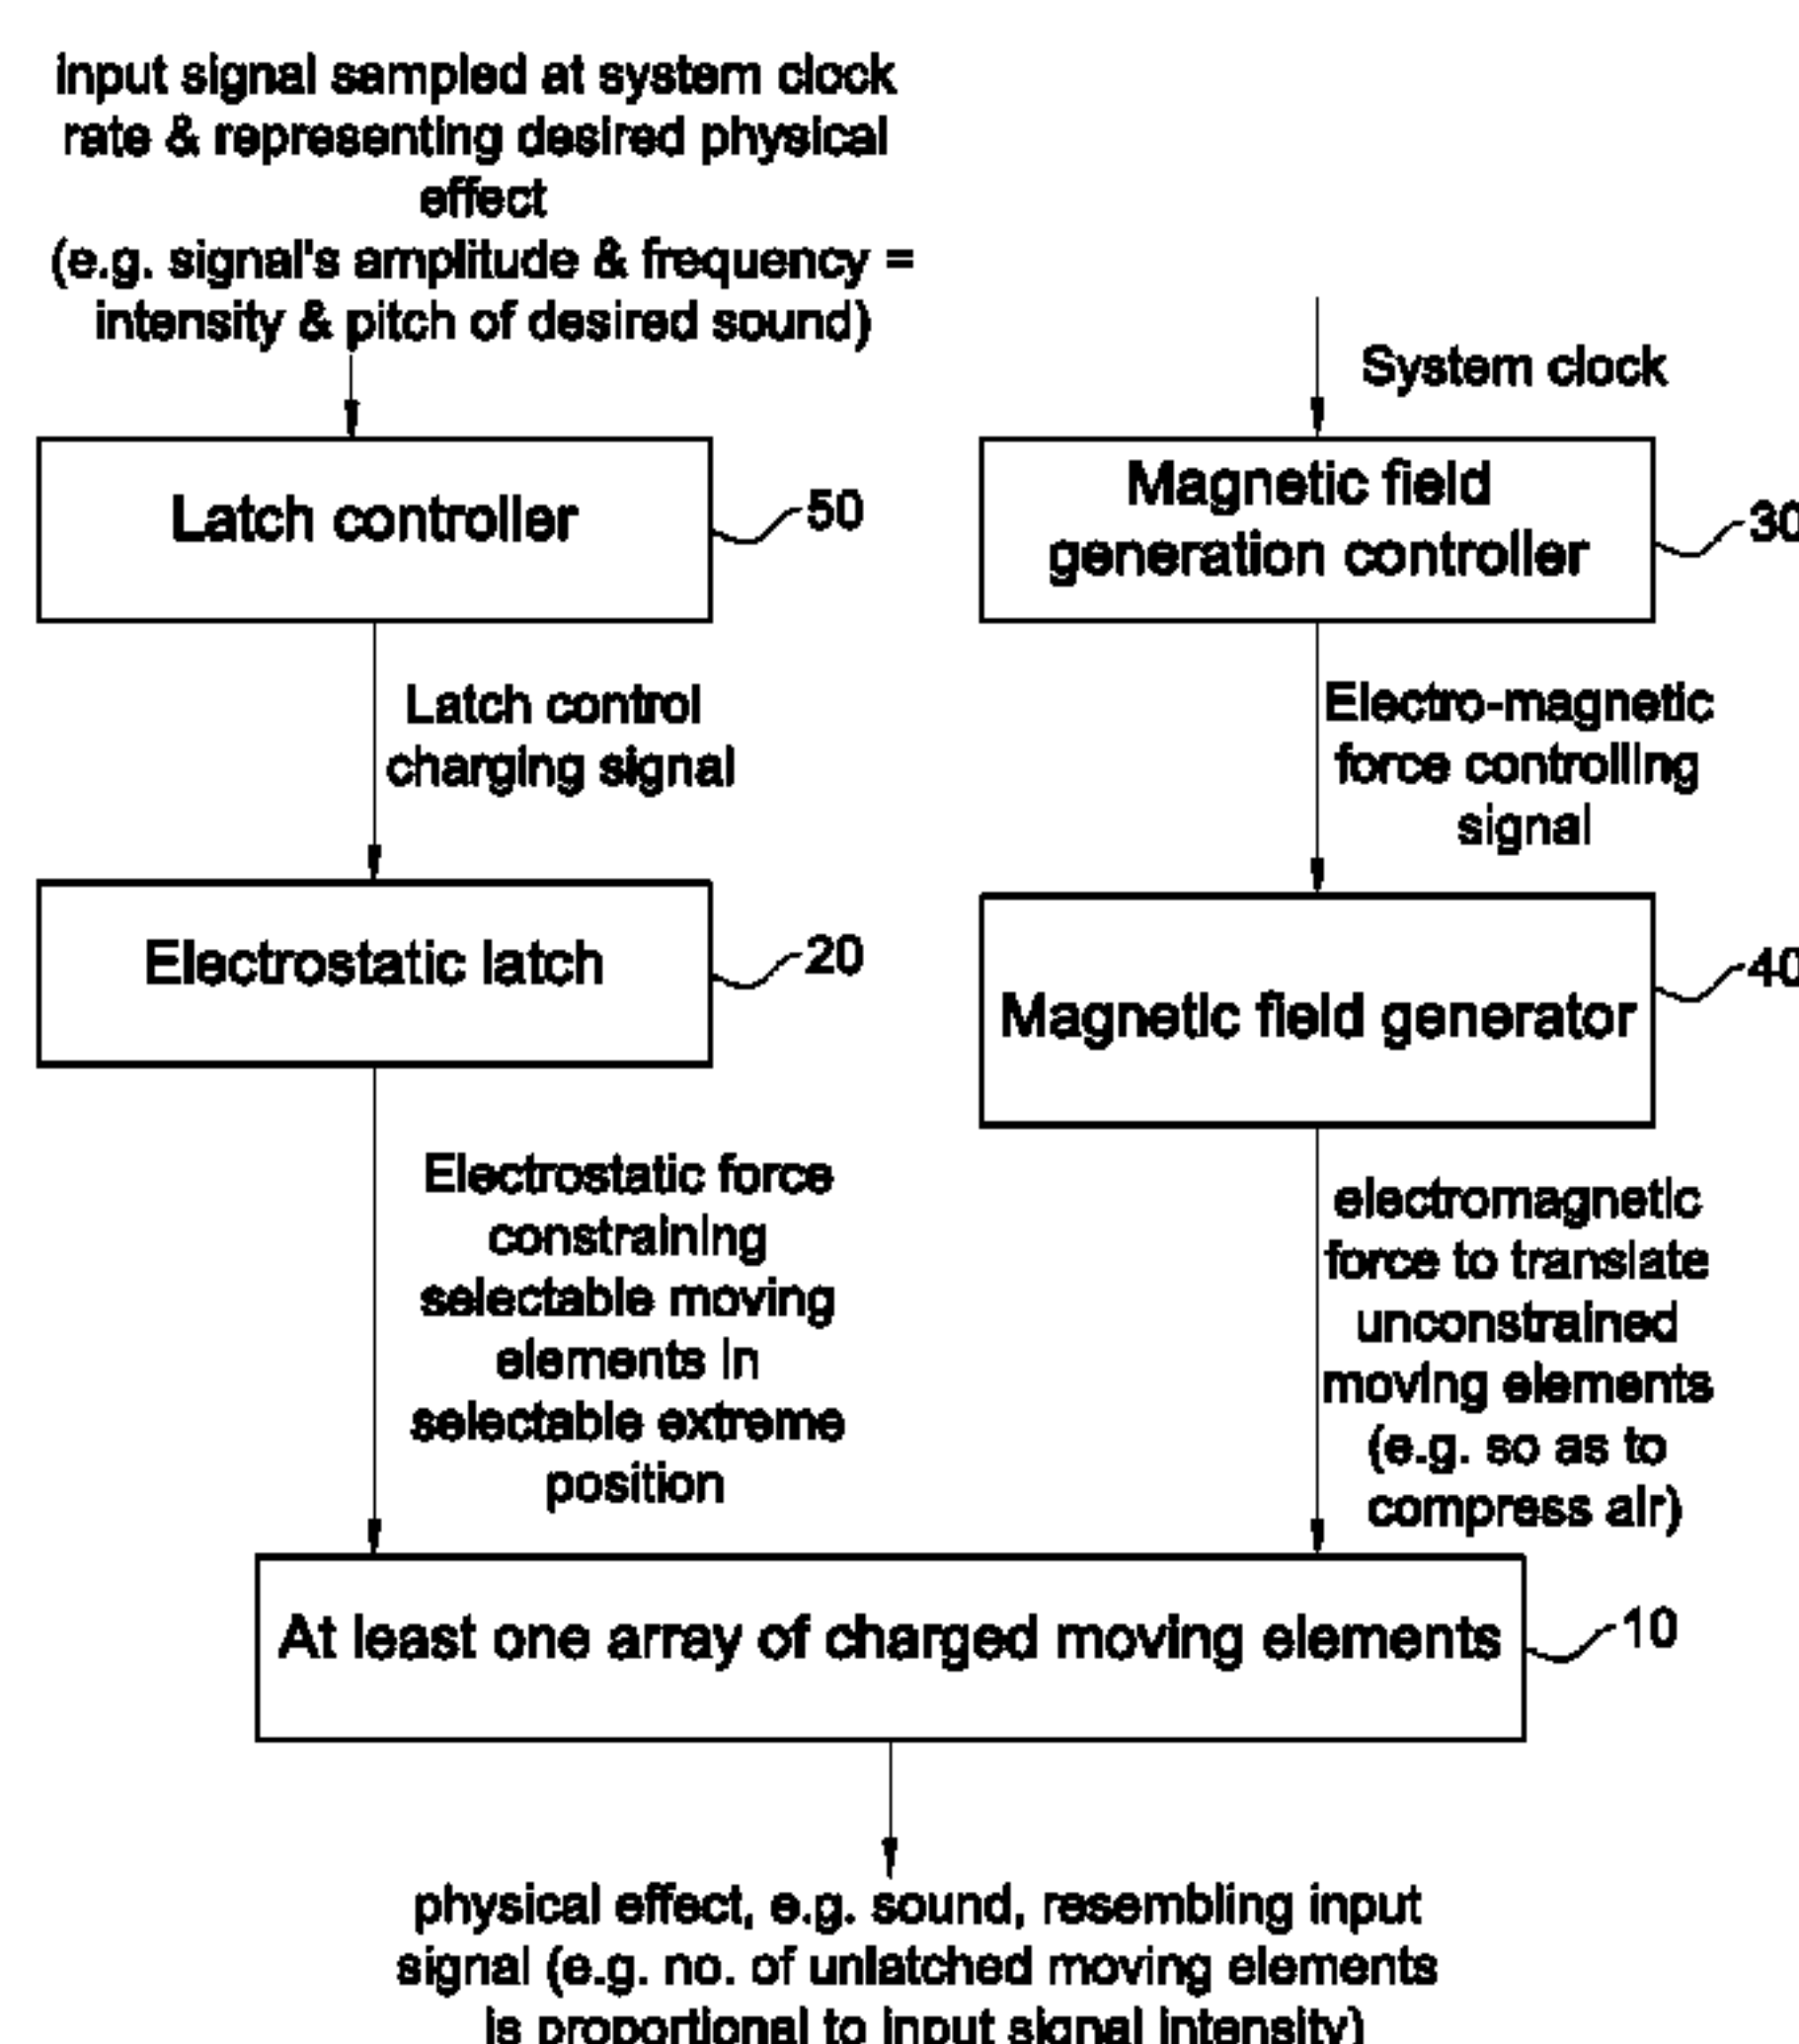 input signal sampled at system clock
rate & representing desired physical
effect
(e.g. signal's amplitude & frequency =
intensity & pitch of desired sound)
System clock
Latch controller
50
Magnetic field
generation controller
30
Latch control
charging signal
Electro-magnetic
force controlling
signal
Electrostatic latch
20
Magnetic field generator
40
Electrostatic force
constraining
selectable moving
elements in
selectable extreme
position
electromagnetic
force to translate
unconstrained
moving elements
(e.g. so as to
compress air)
At least one array of charged moving elements
10
physical effect, e.g. sound, resembling input
signal (e.g. no. of unlatched moving elements
is proportional to input signal intensity)